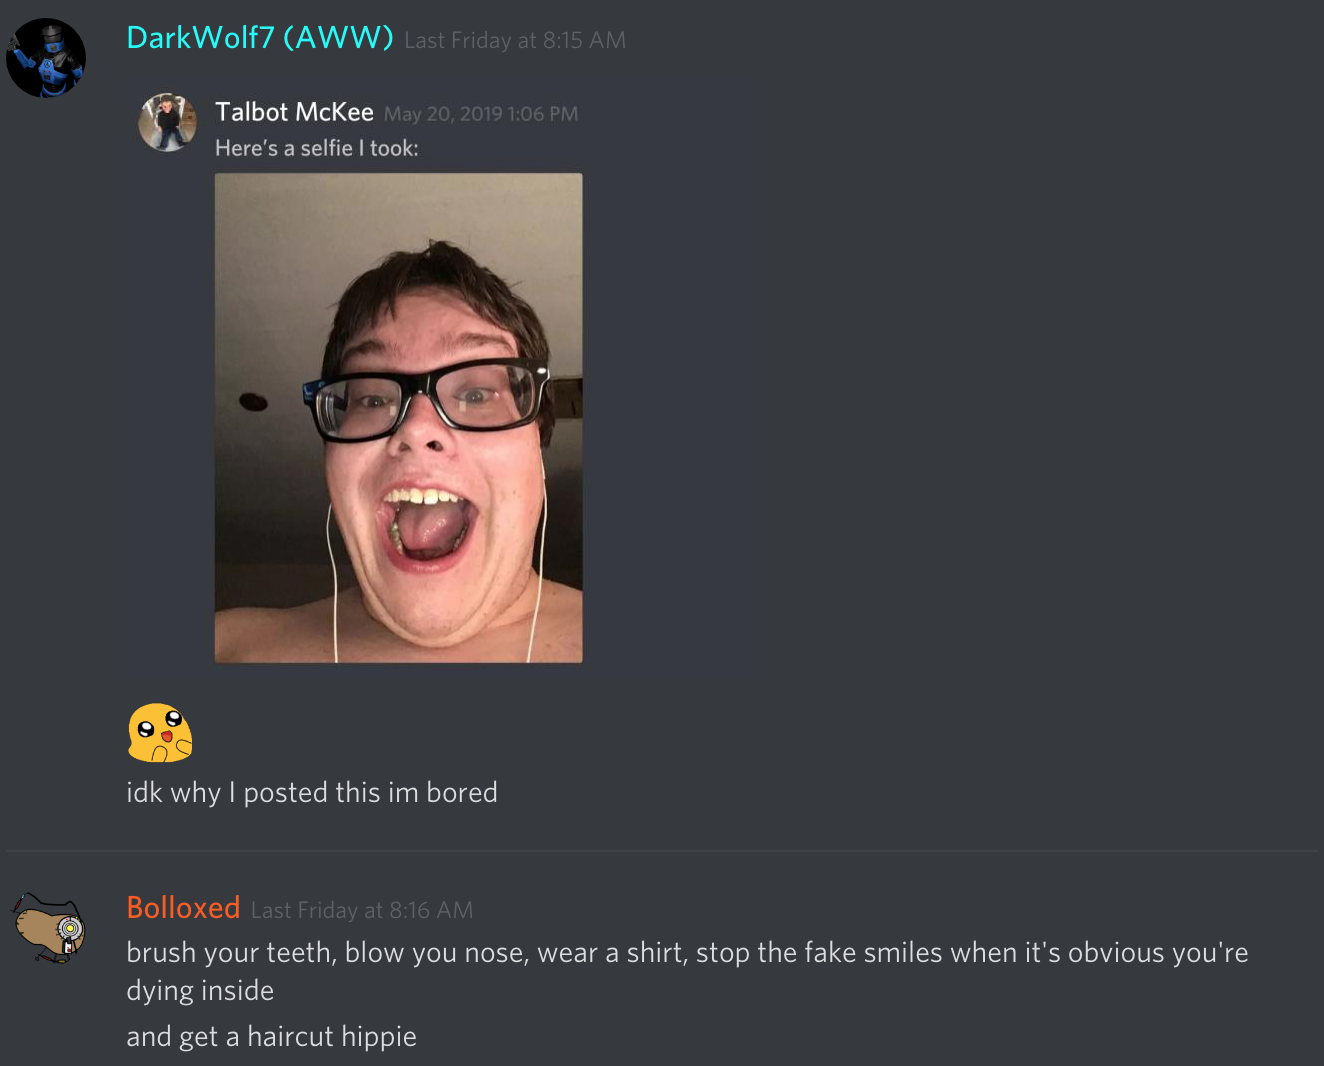 DarkWolf7 (AWW) Last Friday at 8:15 AM
Talbot McKee May 20, 2019 1:06 PM
Here's a selfie I took:
idk why I posted this im bored
Bolloxed Last Friday at 8:16 AM
brush your teeth, blow you nose, wear a shirt, stop the fake smiles when it's obvious you're
dying inside
and get a haircut hippie